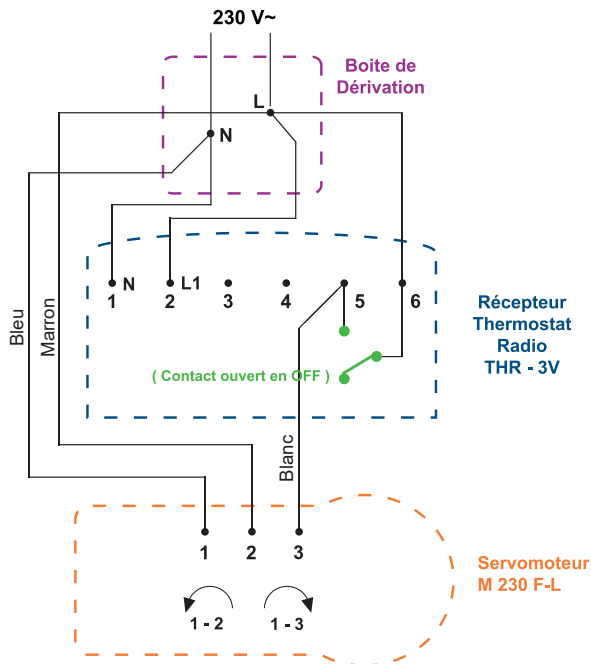 230 V~
Boite de
Dérivation
L
N
N
L1
1
2
3
4
5
6
Récepteur
Thermostat
Radio
THR - 3V
Bleu
Marron
( Contact ouvert en OFF )
Blanc
1
2
3
Servomoteur
M 230 F-L
1 - 2
1 - 3